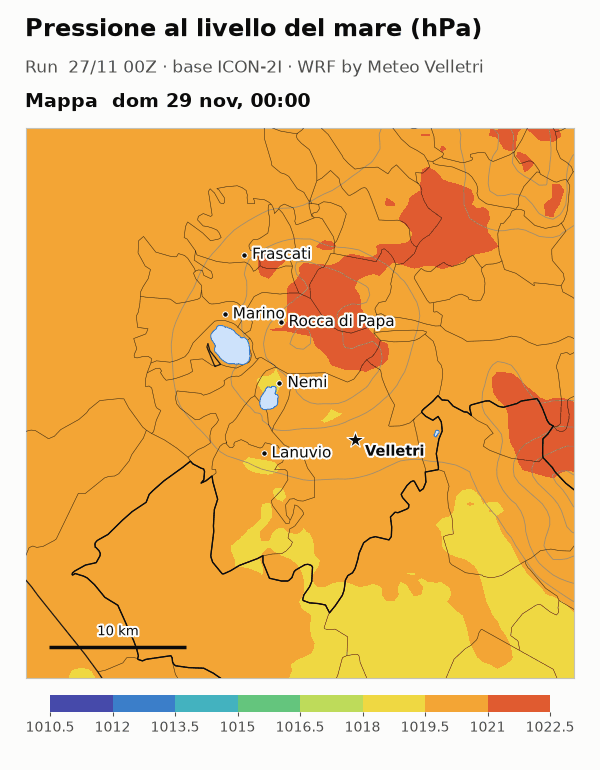 Pressione al livello del mare (hPa)
Run  27/11 00Z · base ICON-2I · WRF by Meteo Velletri
Mappa  dom 29 nov, 00:00
Frascati
Marino
Rocca di Papa
Nemi
Velletri
Lanuvio
10 km
1010.5 1012 1013.5 1015 1016.5 1018 1019.5 1021 1022.5